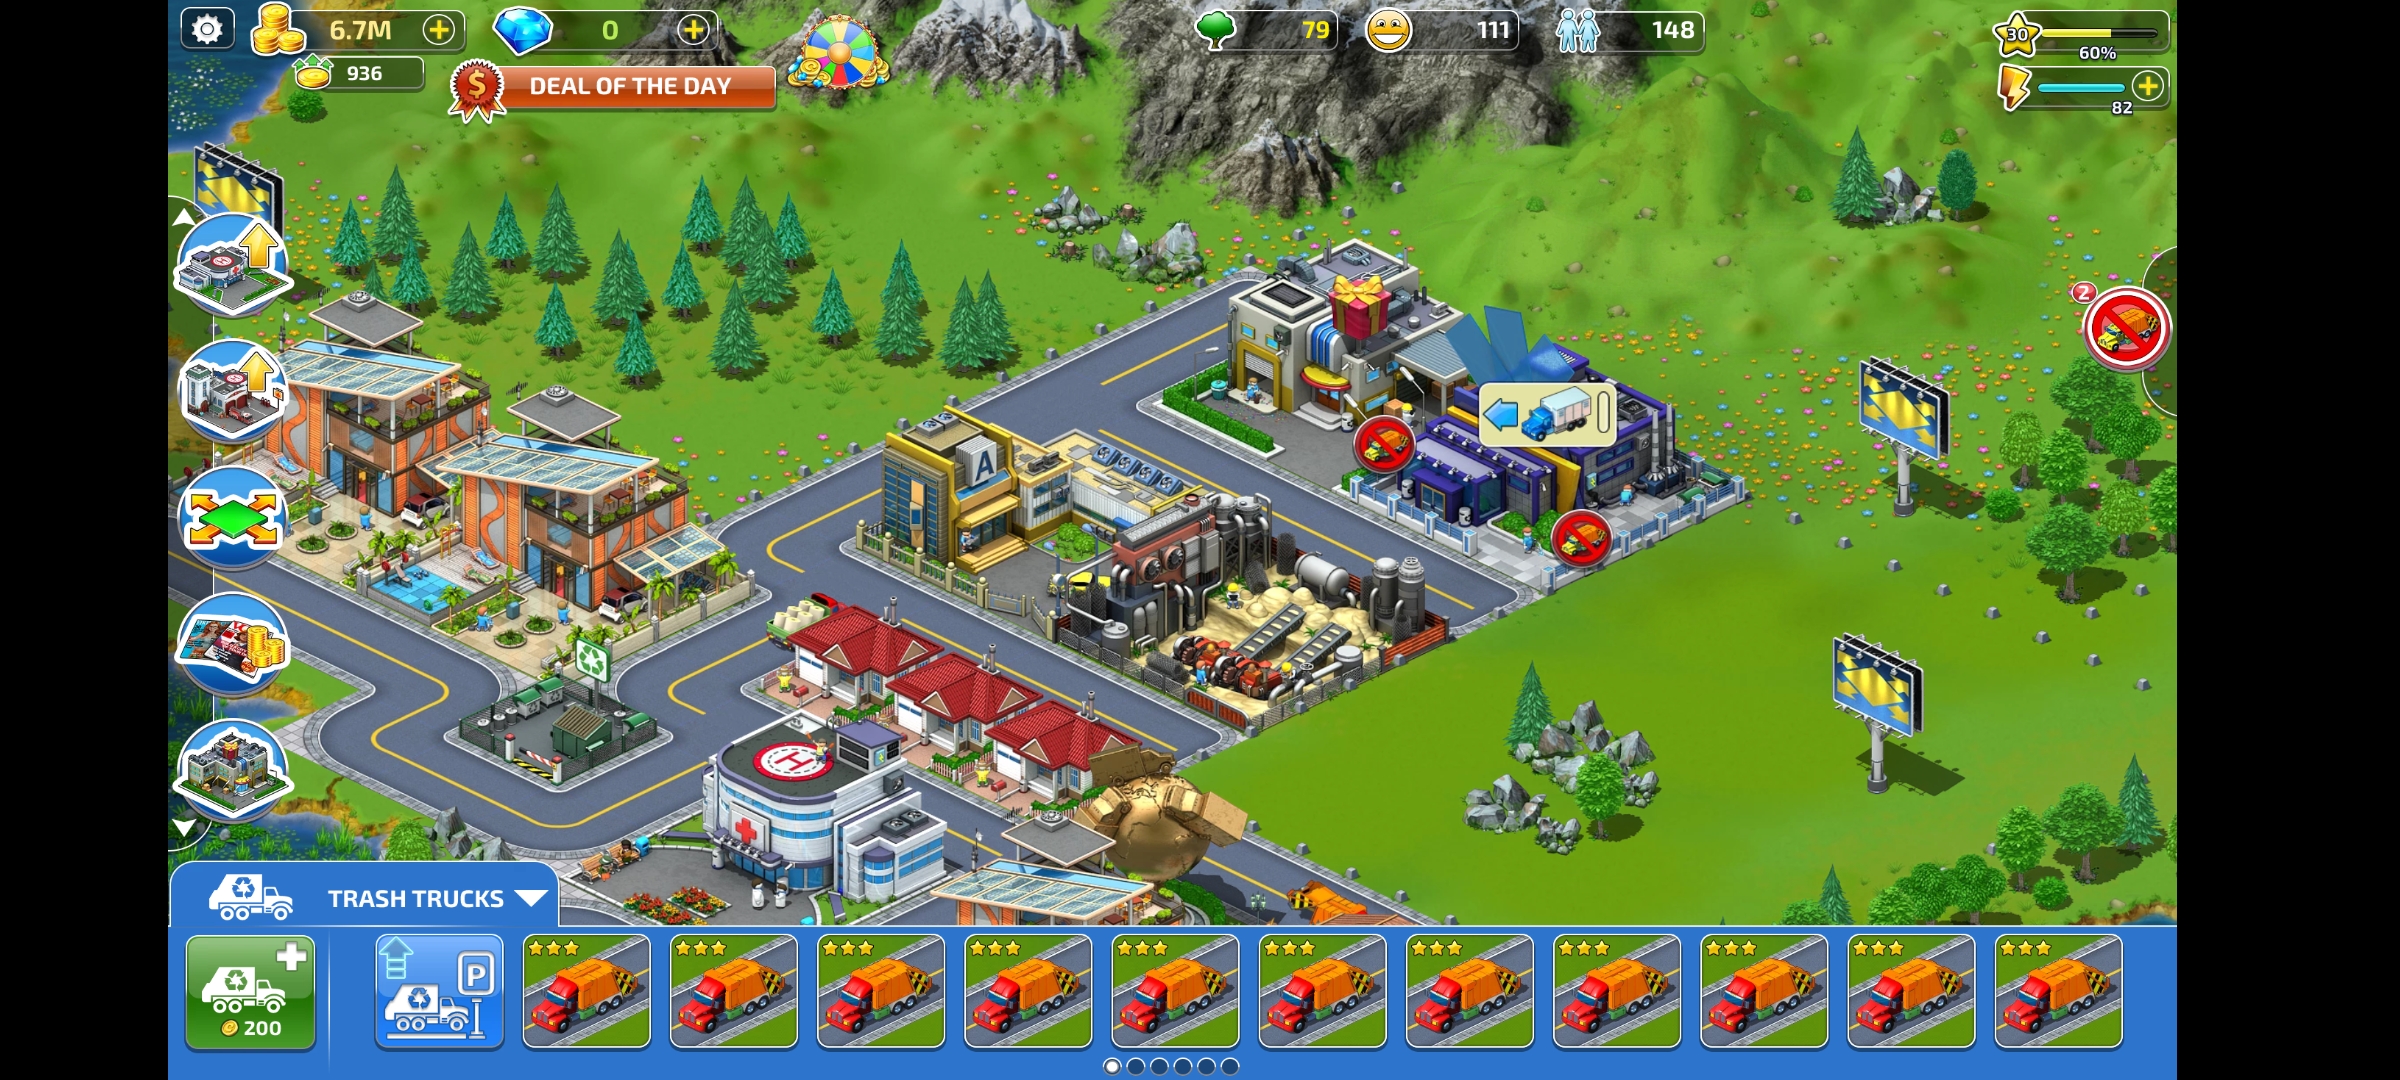 6.7M
0
79
111
148
30
60%
936
DEAL OF THE DAY
82
2
A
H
TRASH TRUCKS
P
200